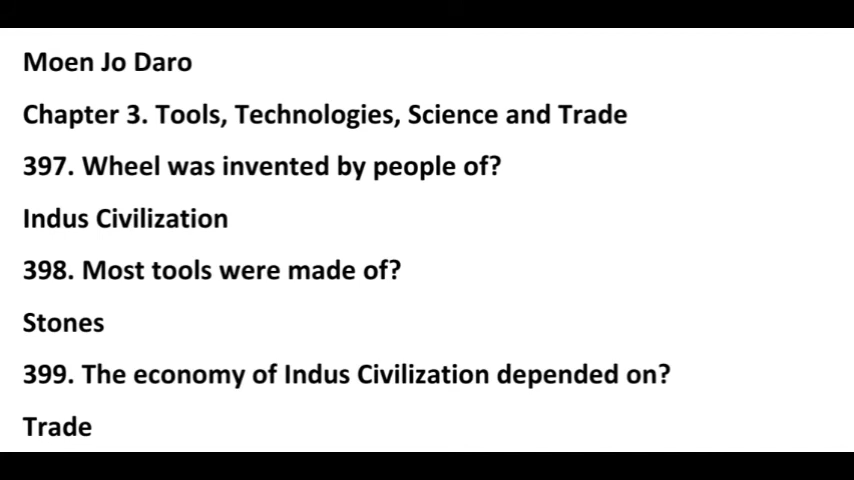 Moen Jo Daro
Chapter 3. Tools, Technologies, Science and Trade
397. Wheel was invented by people of?
Indus Civilization
398. Most tools were made of?
Stones
399. The economy of Indus Civilization depended on?
Trade